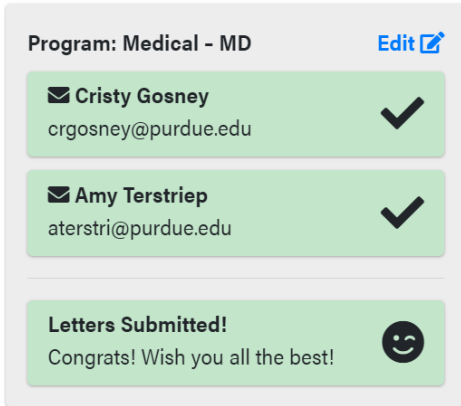 Program: Medical – MD Edit
Cristy Gosney
crgosney@purdue.edu
Amy Terstriep
aterstri@purdue.edu
Letters Submitted!
Congrats! Wish you all the best!